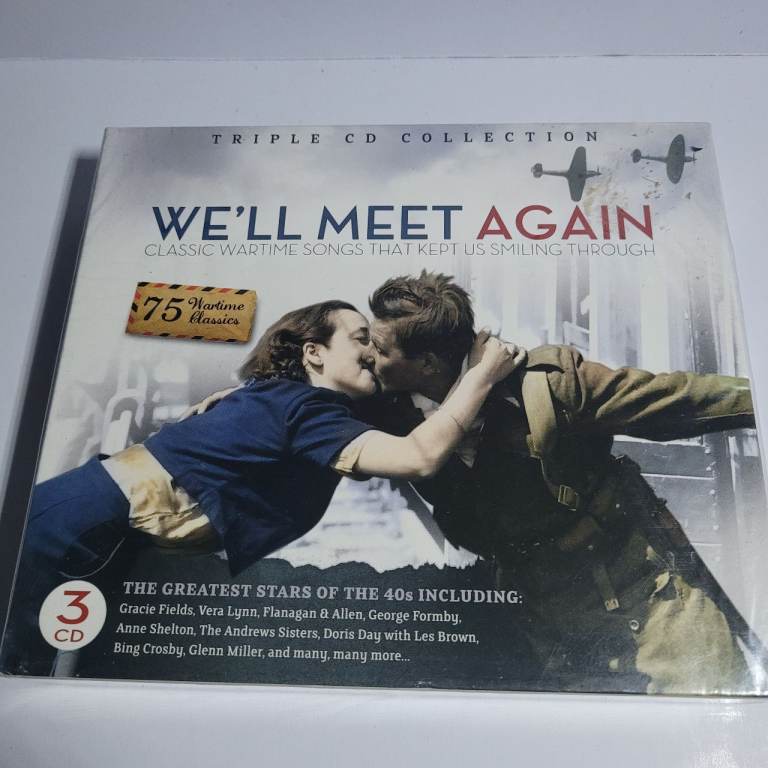 TRIPLE CD COLLECTION
WE'LL MEET AGAIN
CLASSIC WARTIME SONGS THAT KEPT US SMILING THROUGH
75 Wartime
Classics
THE GREATEST STARS OF THE 40s INCLUDING:
Gracie Fields, Vera Lynn, Flanagan & Allen, George Formby,
Anne Shelton, The Andrews Sisters, Doris Day with Les Brown,
Bing Crosby, Glenn Miller, and many, many more...
3
CD